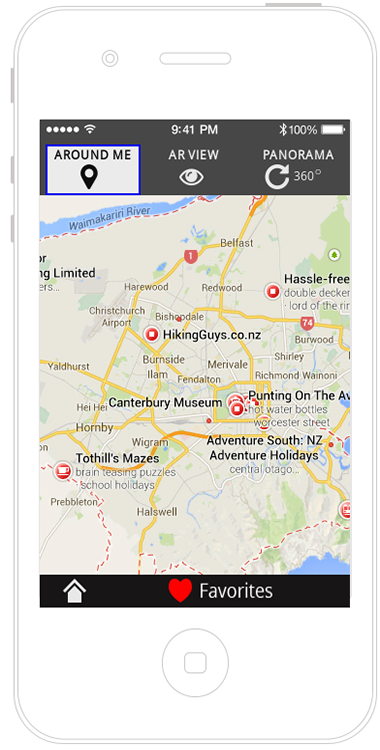 9:41 PM 100%
AROUND ME AR VIEW PANORAMA
360°
Waimakariri River
Belfast
1
or
ng Limited
ers...
Hassle-free
double decker
lord of the rin
Harewood Redwood
Christchurch
Airport
Bishopdale
74
HikingGuys.co.nz
Burwood
Burnside
Shirley
Yaldhurst
Ilam
Merivale
Fendalton
Richmond Wainoni
Canterbury Museum
Punting On The Av
hot water bottles
worcester street
Hei Hei
Hornby
Wigram
Adventure South: NZ
Adventure Holidays
central otago...
Tothill's Mazes
brain teasing puzzles
school holidays
Prebbleton
Halswell
Favorites